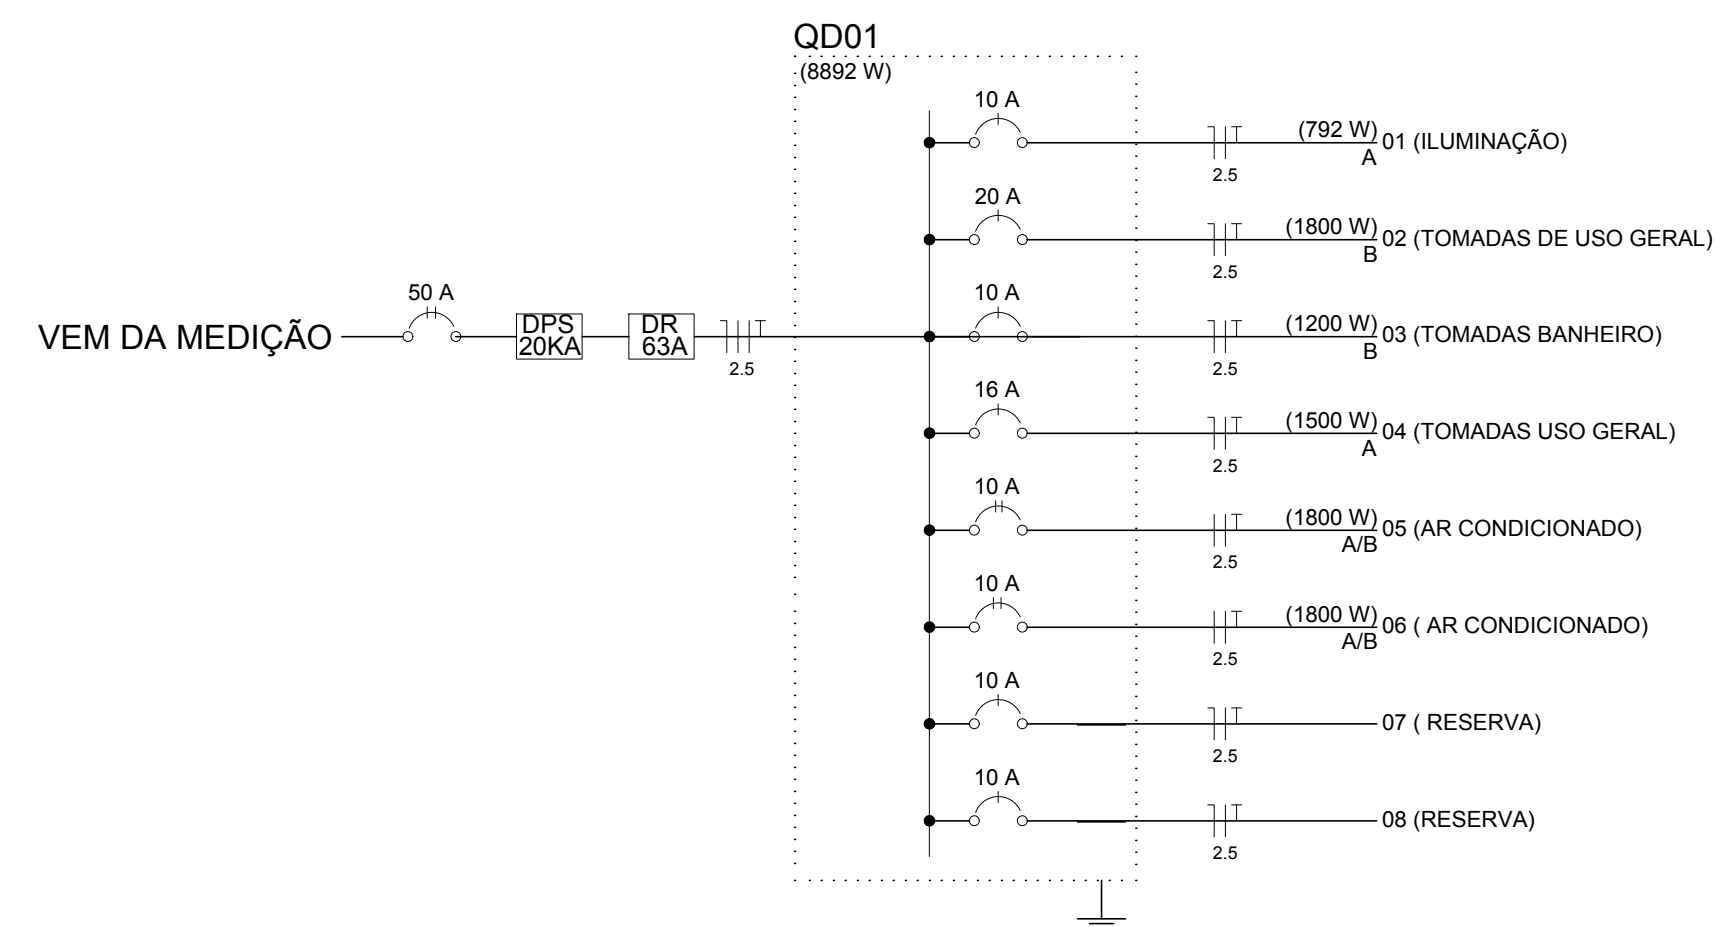 QD01
(8892 W)
10 A
(792 W)
01 (ILUMINAÇÃO)
A
2.5
20 A
(1800 W)
02 (TOMADAS DE USO GERAL)
B
2.5
50 A
VEM DA MEDIÇÃO
DPS
20KA
DR
63A
2.5
10 A
(1200 W)
03 (TOMADAS BANHEIRO)
B
2.5
16 A
(1500 W)
04 (TOMADAS USO GERAL)
A
2.5
10 A
(1800 W)
05 (AR CONDICIONADO)
A/B
2.5
10 A
(1800 W)
06 ( AR CONDICIONADO)
A/B
2.5
10 A
07 ( RESERVA)
2.5
10 A
08 (RESERVA)
2.5